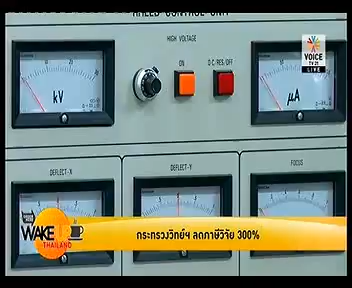 HIGH VOLTAGE
ON
D.C. RES./OFF
kV
μA
VOICE
TV 21
LIVE
DEFLECT-X
DEFLECT-Y
FOCUS
WAKE UP
THAILAND
กระทรวงวิทย์ฯ ลดภาษีวิจัย 300%